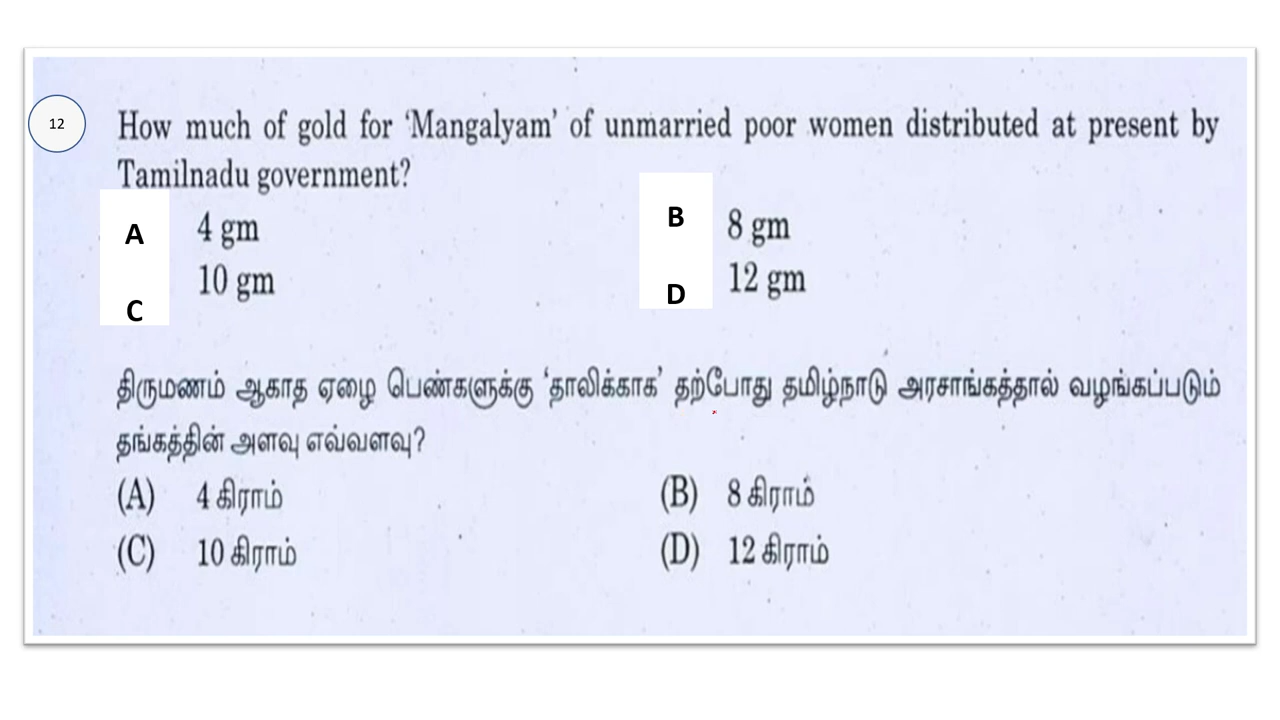 12
How much of gold for ‘Mangalyam’ of unmarried poor women distributed at present by
Tamilnadu government?
A 4 gm B 8 gm
C 10 gm D 12 gm
திருமணம் ஆகாத ஏழை பெண்களுக்கு ‘தாலிக்காக’ தற்போது தமிழ்நாடு அரசாங்கத்தால் வழங்கப்படும்
தங்கத்தின் அளவு எவ்வளவு?
(A) 4 கிராம் (B) 8 கிராம்
(C) 10 கிராம் (D) 12 கிராம்